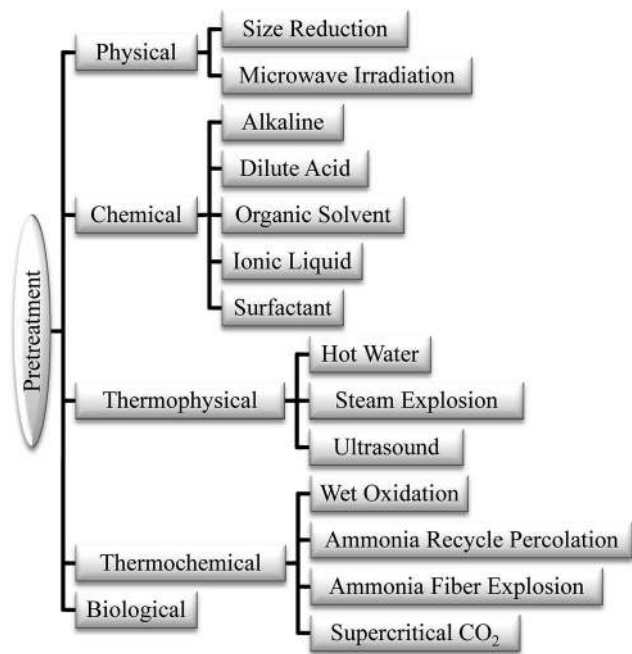 Pretreatment
Physical
Size Reduction
Microwave Irradiation
Chemical
Alkaline
Dilute Acid
Organic Solvent
Ionic Liquid
Surfactant
Thermophysical
Hot Water
Steam Explosion
Ultrasound
Thermochemical
Wet Oxidation
Ammonia Recycle Percolation
Ammonia Fiber Explosion
Supercritical CO₂
Biological